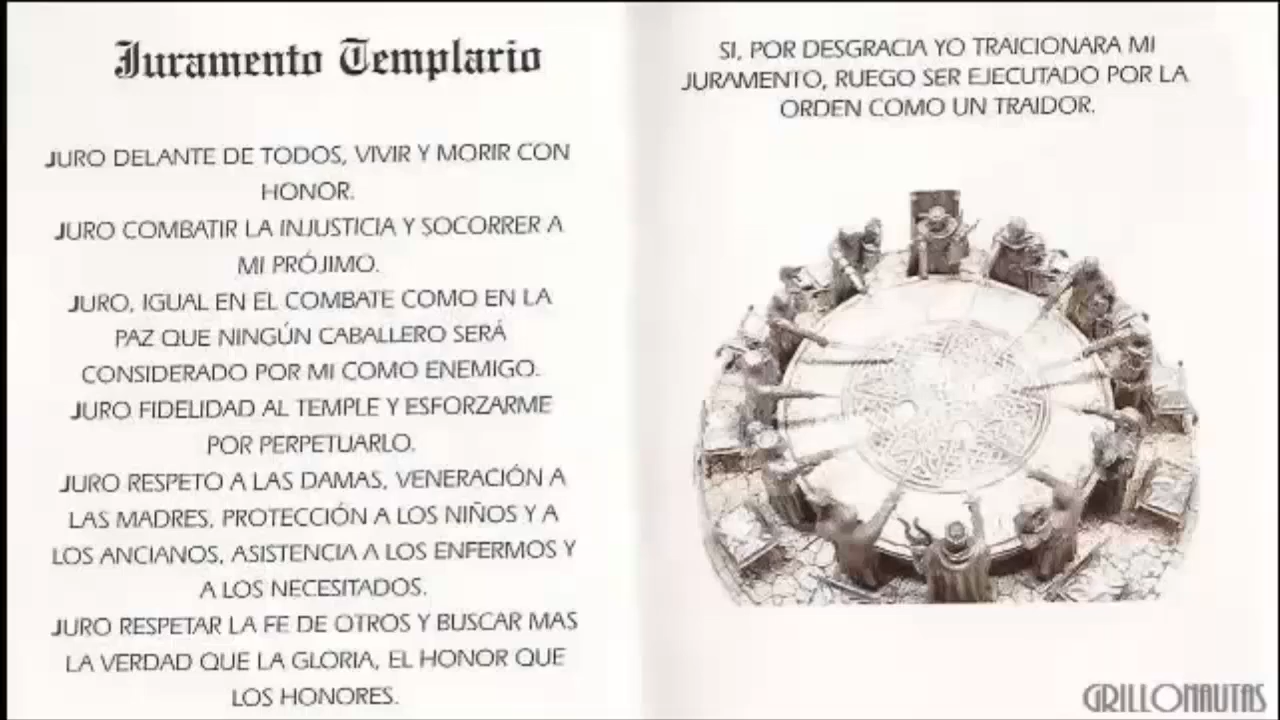 Juramento Templario
JURO DELANTE DE TODOS, VIVIR Y MORIR CON
HONOR.
JURO COMBATIR LA INJUSTICIA Y SOCORRER A
MI PRÓJIMO.
JURO, IGUAL EN EL COMBATE COMO EN LA
PAZ QUE NINGÚN CABALLERO SERÁ
CONSIDERADO POR MI COMO ENEMIGO.
JURO FIDELIDAD AL TEMPLE Y ESFORZARME
POR PERPETUARLO.
JURO RESPETO A LAS DAMAS, VENERACIÓN A
LAS MADRES, PROTECCIÓN A LOS NIÑOS Y A
LOS ANCIANOS, ASISTENCIA A LOS ENFERMOS Y
A LOS NECESITADOS.
JURO RESPETAR LA FE DE OTROS Y BUSCAR MAS
LA VERDAD QUE LA GLORIA, EL HONOR QUE
LOS HONORES.
SI, POR DESGRACIA YO TRAICIONARA MI
JURAMENTO, RUEGO SER EJECUTADO POR LA
ORDEN COMO UN TRAIDOR.
GRILLONAUTAS